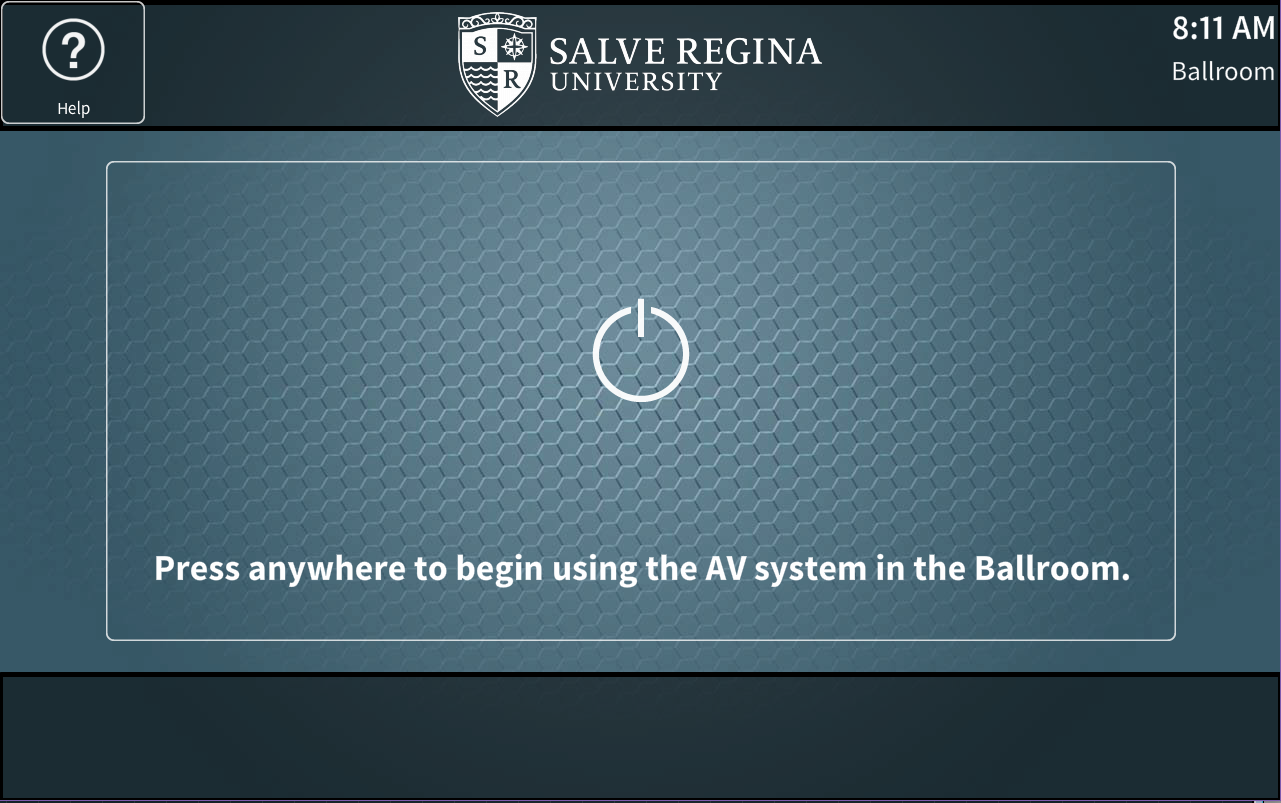 Help
S
R
SALVE REGINA
UNIVERSITY
8:11 AM
Ballroom
Press anywhere to begin using the AV system in the Ballroom.